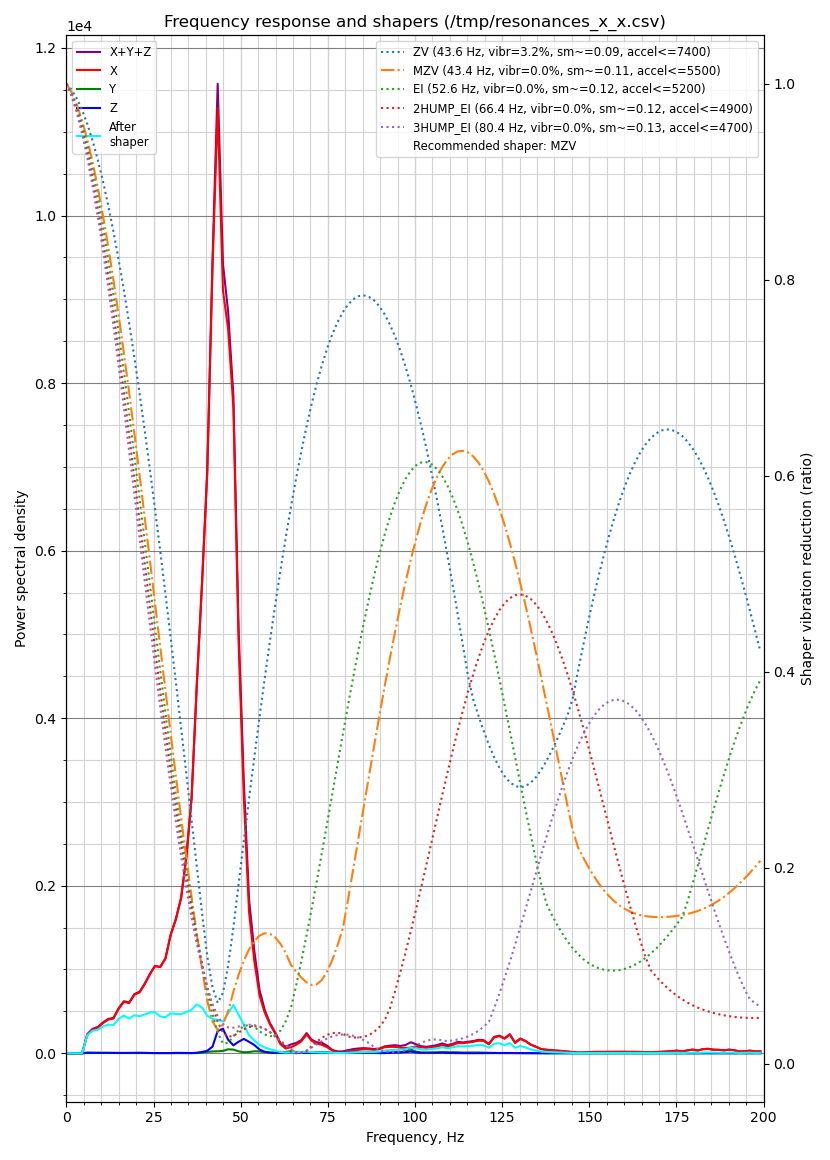 Frequency response and shapers (/tmp/resonances_x_x.csv)
1e4
X+Y+Z
X
Y
Z
After
shaper
ZV (43.6 Hz, vibr=3.2%, sm~=0.09, accel<=7400)
MZV (43.4 Hz, vibr=0.0%, sm~=0.11, accel<=5500)
EI (52.6 Hz, vibr=0.0%, sm~=0.12, accel<=5200)
2HUMP_EI (66.4 Hz, vibr=0.0%, sm~=0.12, accel<=4900)
3HUMP_EI (80.4 Hz, vibr=0.0%, sm~=0.13, accel<=4700)
Recommended shaper: MZV
1.2
1.0
0.8
0.6
0.4
0.2
0.0
Power spectral density
1.0
0.8
0.6
0.4
0.2
0.0
Shaper vibration reduction (ratio)
0 25 50 75 100 125 150 175 200
Frequency, Hz